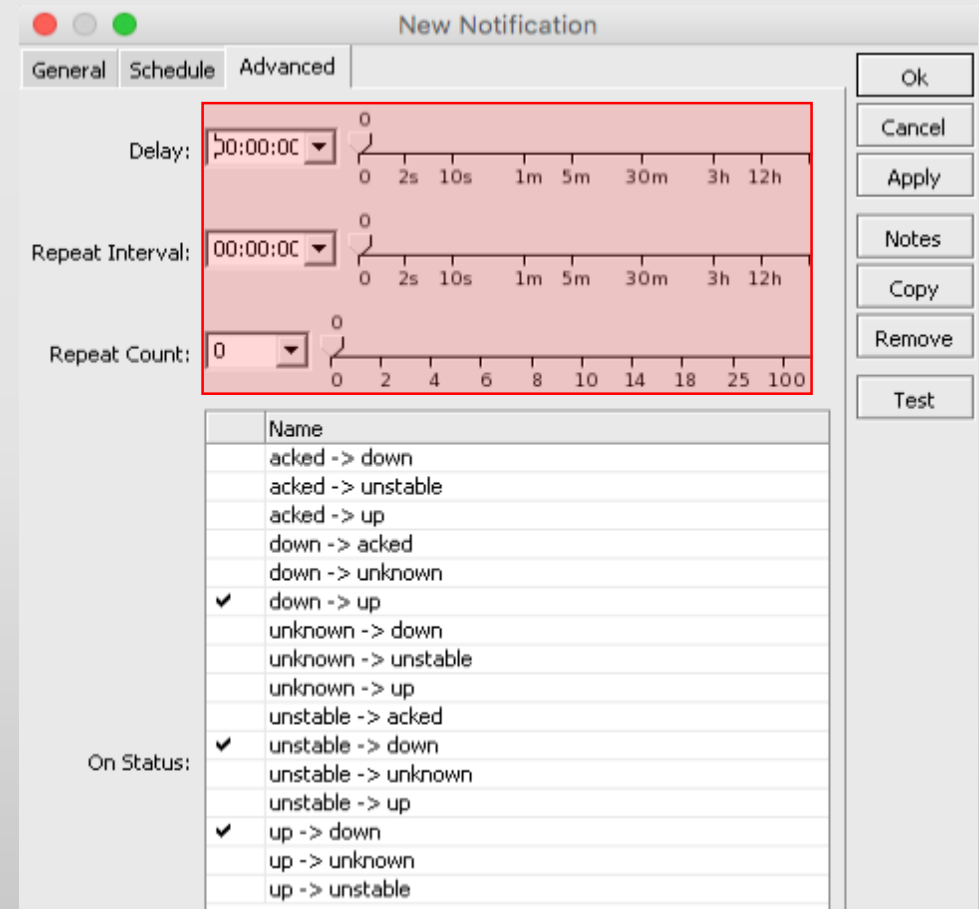 New Notification
General Schedule Advanced
Ok
Cancel
Apply
Notes
Copy
Remove
Test
Delay: 00:00:00
0
0 2s 10s 1m 5m 30m 3h 12h
Repeat Interval: 00:00:00
0
0 2s 10s 1m 5m 30m 3h 12h
Repeat Count: 0
0
0 2 4 6 8 10 14 18 25 100
Name
acked -> down
acked -> unstable
acked -> up
down -> acked
down -> unknown
down -> up
unknown -> down
unknown -> unstable
unknown -> up
unstable -> acked
On Status:
unstable -> down
unstable -> unknown
unstable -> up
up -> down
up -> unknown
up -> unstable